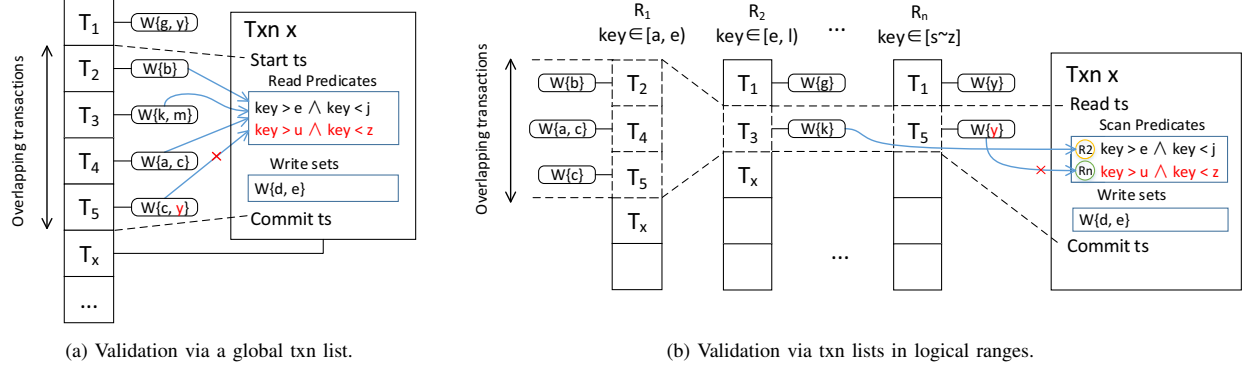 T1
W{g, y}
T2
W{b}
T3
W{k, m}
T4
W{a, c}
T5
W{c, y}
Tx
...
Overlapping transactions
Txn x
Start ts
Read Predicates
key > e ∧ key < j
key > u ∧ key < z
Write sets
W{d, e}
Commit ts
(a) Validation via a global txn list.
R1
key∈[a, e)
R2
key∈[e, l)
...
Rn
key∈[s~z]
Overlapping transactions
W{b}
T2
W{a, c}
T4
W{c}
T5
Tx
T1
W{g}
T3
W{k}
Tx
...
T1
W{y}
T5
W{y}
Txn x
Read ts
Scan Predicates
R2 key > e ∧ key < j
Rn key > u ∧ key < z
Write sets
W{d, e}
Commit ts
(b) Validation via txn lists in logical ranges.